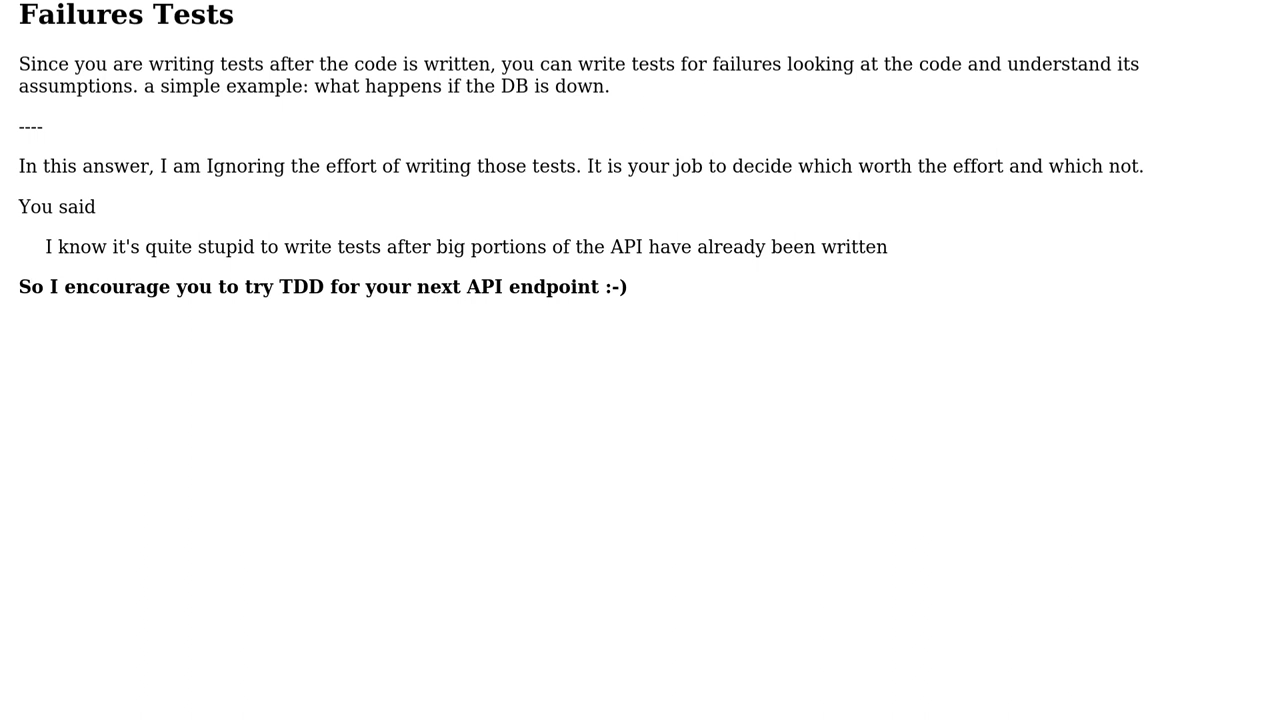 Failures Tests
Since you are writing tests after the code is written, you can write tests for failures looking at the code and understand its
assumptions. a simple example: what happens if the DB is down.
----
In this answer, I am Ignoring the effort of writing those tests. It is your job to decide which worth the effort and which not.
You said
I know it's quite stupid to write tests after big portions of the API have already been written
So I encourage you to try TDD for your next API endpoint :-)